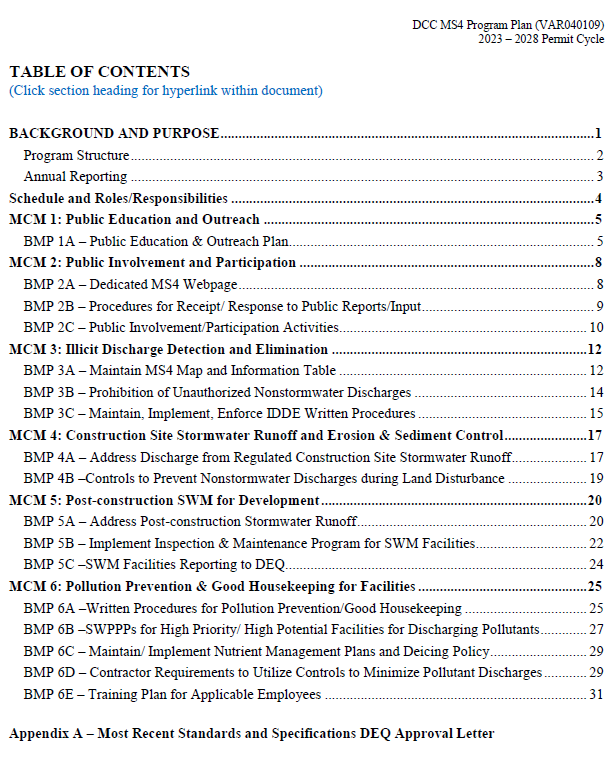 DCC MS4 Program Plan (VAR040109)
2023 – 2028 Permit Cycle
TABLE OF CONTENTS
(Click section heading for hyperlink within document)
BACKGROUND AND PURPOSE 1
Program Structure 2
Annual Reporting 3
Schedule and Roles/Responsibilities 4
MCM 1: Public Education and Outreach 5
BMP 1A – Public Education & Outreach Plan 5
MCM 2: Public Involvement and Participation 8
BMP 2A – Dedicated MS4 Webpage 8
BMP 2B – Procedures for Receipt/ Response to Public Reports/Input 9
BMP 2C – Public Involvement/Participation Activities 10
MCM 3: Illicit Discharge Detection and Elimination 12
BMP 3A – Maintain MS4 Map and Information Table 12
BMP 3B – Prohibition of Unauthorized Nonstormwater Discharges 14
BMP 3C – Maintain, Implement, Enforce IDDE Written Procedures 15
MCM 4: Construction Site Stormwater Runoff and Erosion & Sediment Control 17
BMP 4A – Address Discharge from Regulated Construction Site Stormwater Runoff 17
BMP 4B –Controls to Prevent Nonstormwater Discharges during Land Disturbance 19
MCM 5: Post-construction SWM for Development 20
BMP 5A – Address Post-construction Stormwater Runoff 20
BMP 5B – Implement Inspection & Maintenance Program for SWM Facilities 22
BMP 5C –SWM Facilities Reporting to DEQ 24
MCM 6: Pollution Prevention & Good Housekeeping for Facilities 25
BMP 6A –Written Procedures for Pollution Prevention/Good Housekeeping 25
BMP 6B –SWPPPs for High Priority/ High Potential Facilities for Discharging Pollutants 27
BMP 6C – Maintain/ Implement Nutrient Management Plans and Deicing Policy 29
BMP 6D – Contractor Requirements to Utilize Controls to Minimize Pollutant Discharges 29
BMP 6E – Training Plan for Applicable Employees 31
Appendix A – Most Recent Standards and Specifications DEQ Approval Letter